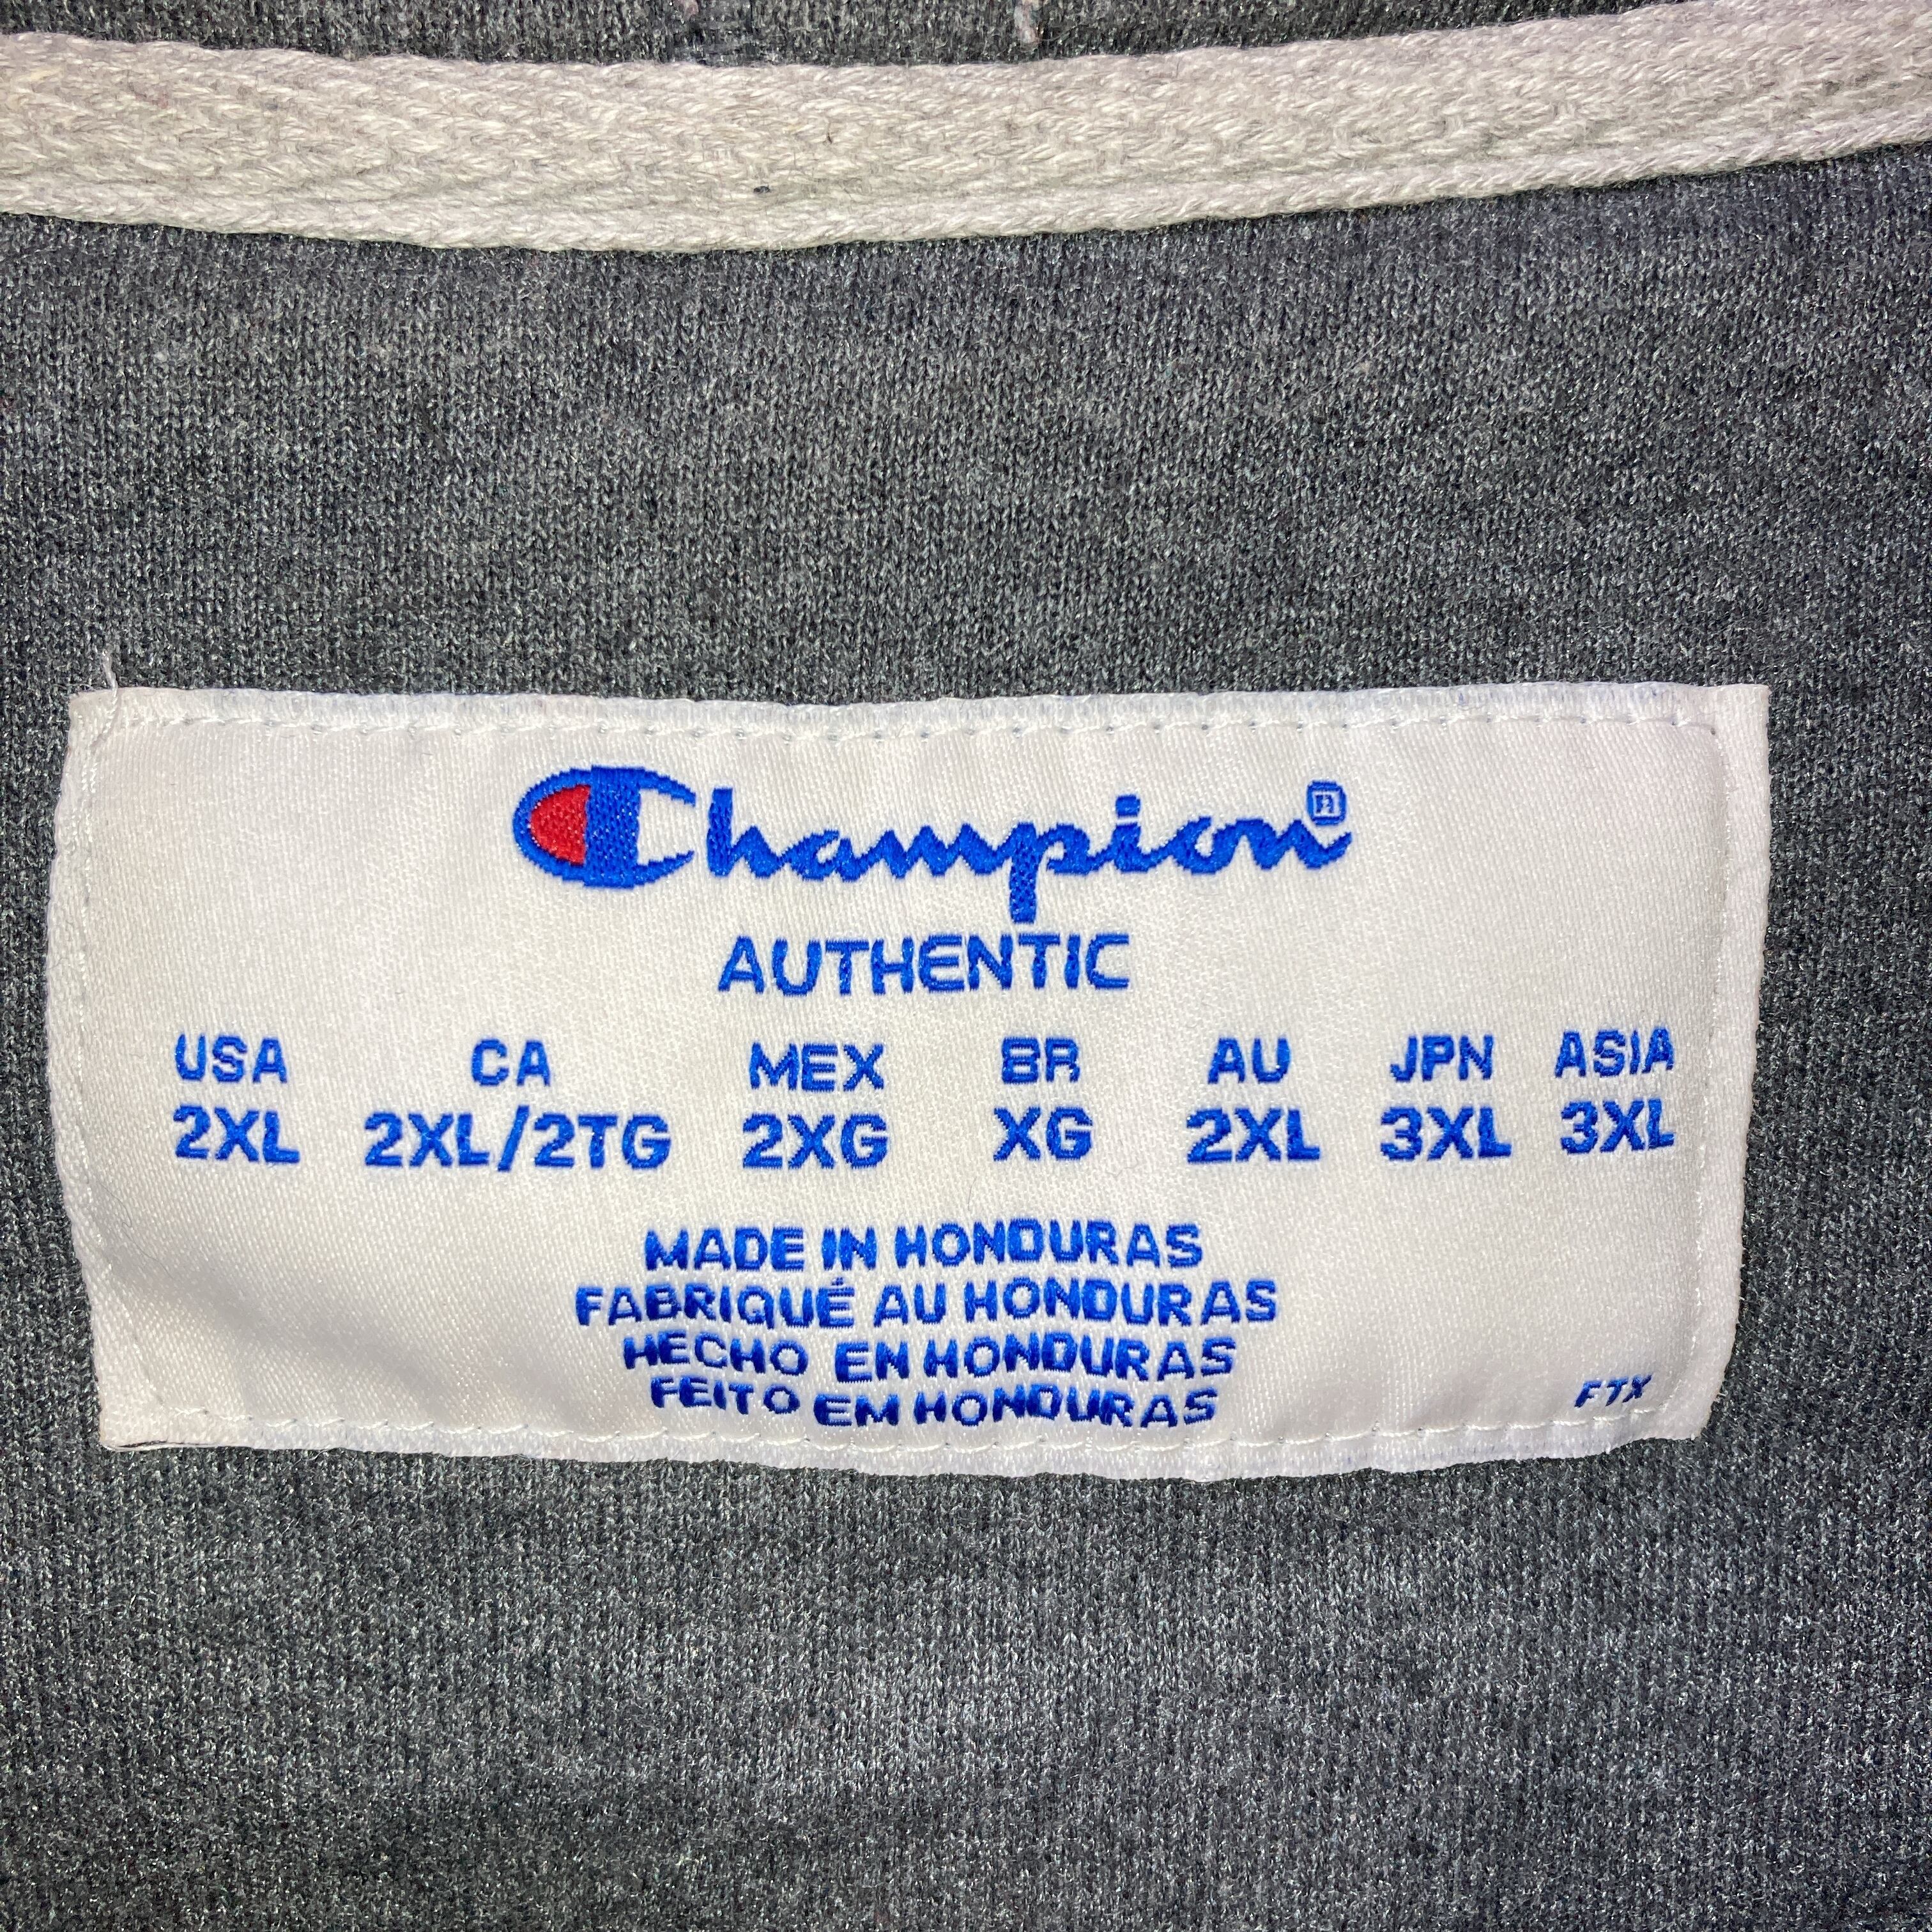 Champion®
AUTHENTIC
USA CA MEX BR AU JPN ASIA
2XL 2XL/2TG 2XG XG 2XL 3XL 3XL
MADE IN HONDURAS
FABRIQUÉ AU HONDURAS
HECHO EN HONDURAS
FEITO EM HONDURAS
FTX